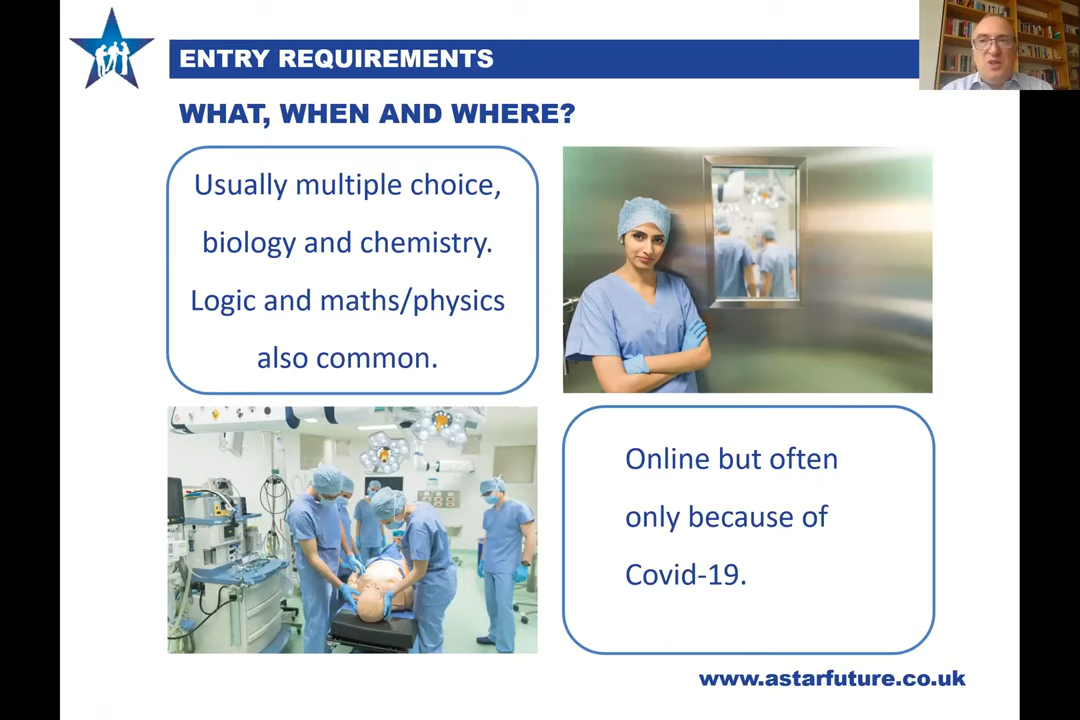 ENTRY REQUIREMENTS
WHAT, WHEN AND WHERE?
Usually multiple choice,
biology and chemistry.
Logic and maths/physics
also common.
Online but often
only because of
Covid-19.
www.astarfuture.co.uk